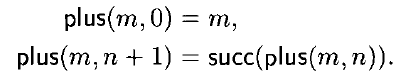 plus(m, 0) = m,
plus(m, n + 1) = succ(plus(m, n)).